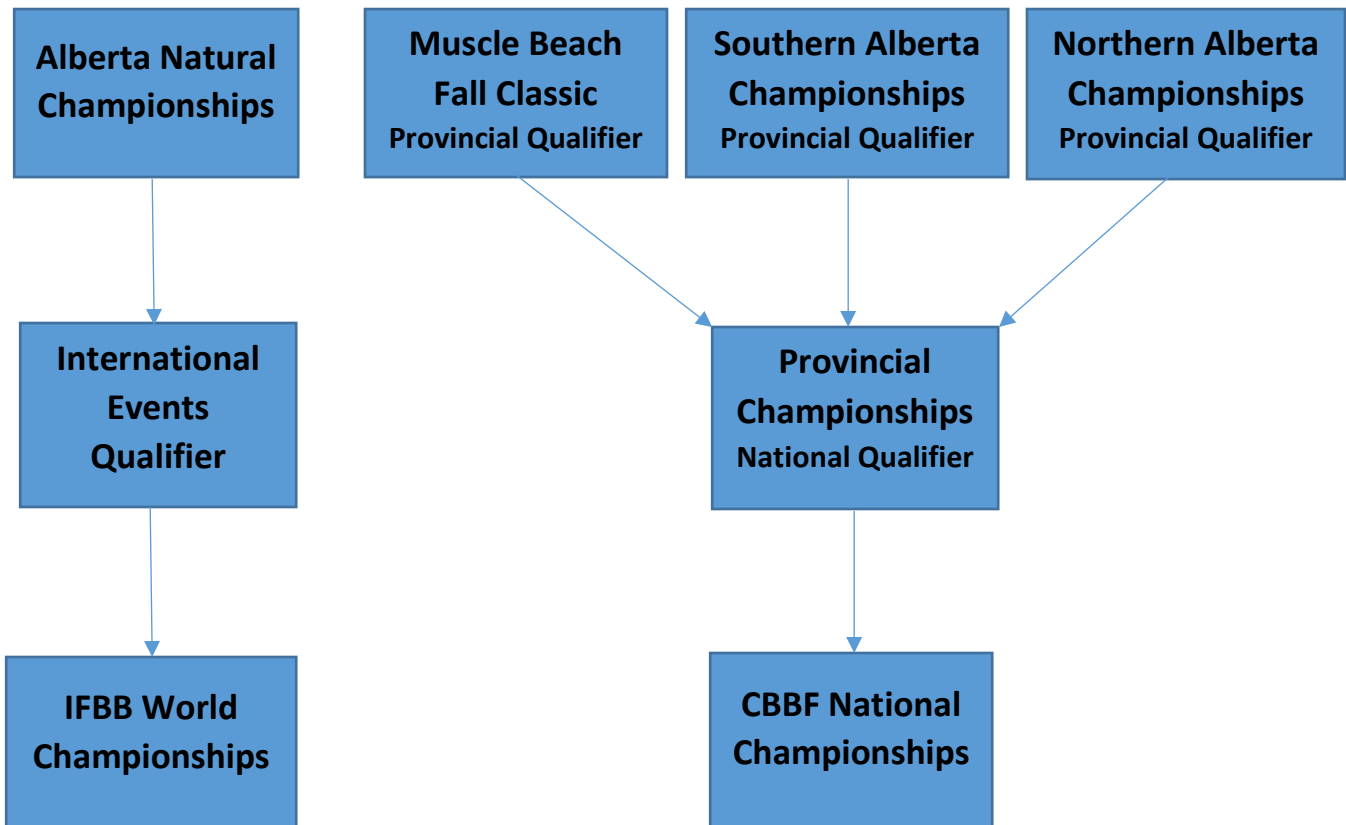 Alberta Natural
Championships
Muscle Beach
Fall Classic
Provincial Qualifier
Southern Alberta
Championships
Provincial Qualifier
Northern Alberta
Championships
Provincial Qualifier
International
Events
Qualifier
Provincial
Championships
National Qualifier
IFBB World
Championships
CBBF National
Championships